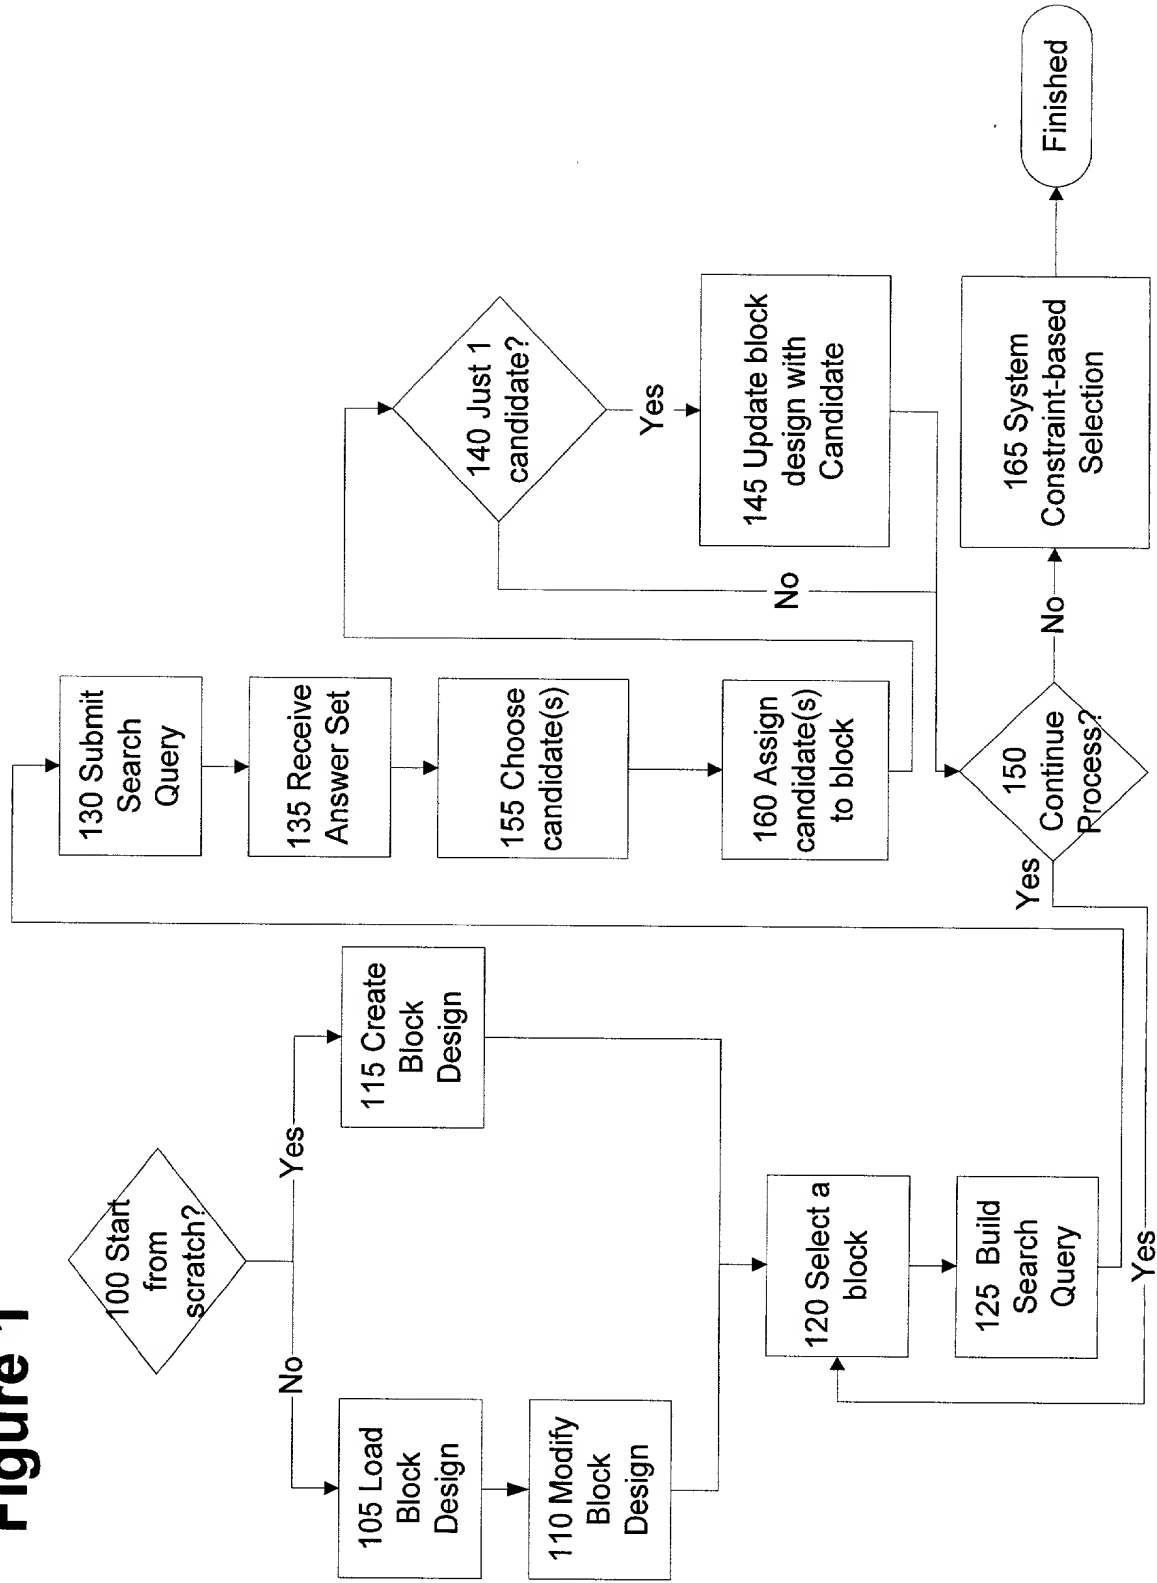 Figure 1
100 Start
from
scratch?
No
Yes
105 Load
Block
Design
110 Modify
Block
Design
115 Create
Block
Design
120 Select a
block
125 Build
Search
Query
Yes
130 Submit
Search
Query
135 Receive
Answer Set
155 Choose
candidate(s)
160 Assign
candidate(s)
to block
140 Just 1
candidate?
Yes
No
145 Update block
design with
Candidate
150
Continue
Process?
Yes
No
165 System
Constraint-based
Selection
Finished